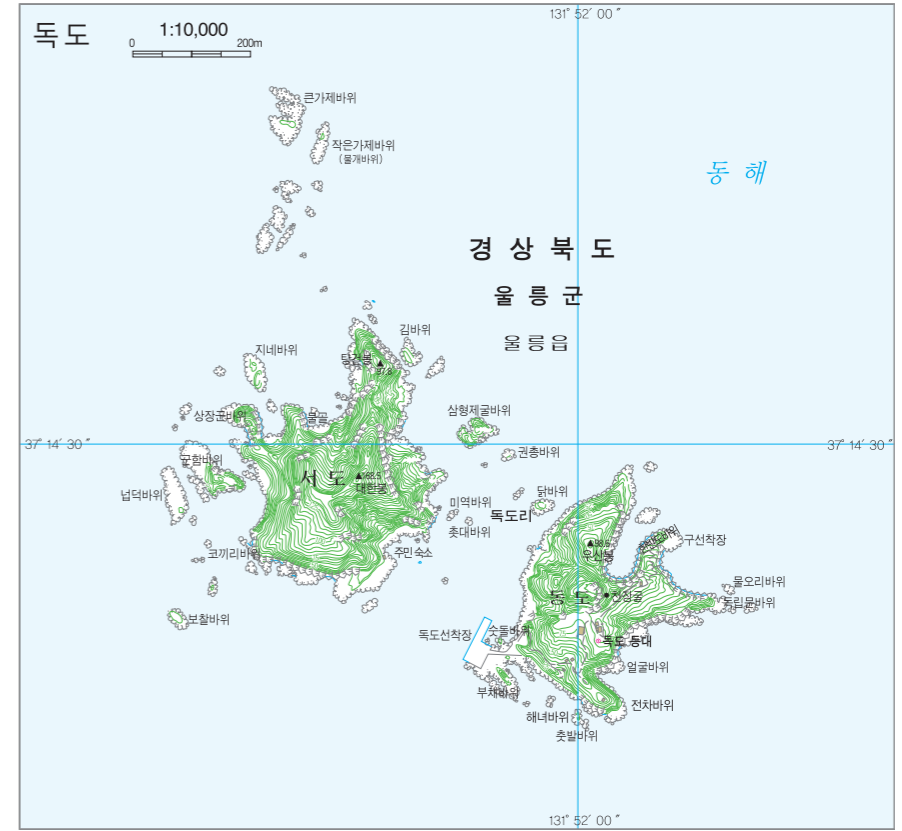 131° 52′ 00 ″
독도
1:10,000
0 200m
큰가제바위
작은가제바위
(물개바위)
동 해
경 상 북 도
울 릉 군
울 릉 읍
김바위
지네바위
탕건봉
97.8
상장군바위
물골
삼형제굴바위
37° 14′ 30 ″
37° 14′ 30 ″
군함바위
권총바위
서 도
168.5
대한봉
넙덕바위
닭바위
미역바위
독도리
촛대바위
구선착장
98.6
우산봉
코끼리바위
주민 숙소
물오리바위
동 도
천장굴
독립문바위
보찰바위
독도선착장
숫돌바위
독도 등대
얼굴바위
부채바위
전차바위
해녀바위
춧발바위
131° 52′ 00 ″